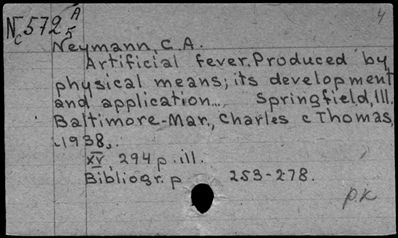 4
Nc572 A
5
Neymann, C.A.
Artificial fever. Produced by
physical means; its development
and application... Springfield, Ill.
Baltimore-Mar., Charles C Thomas,
c1938.
XV 294 p. ill.
Bibliogr. p 253-278.
pk